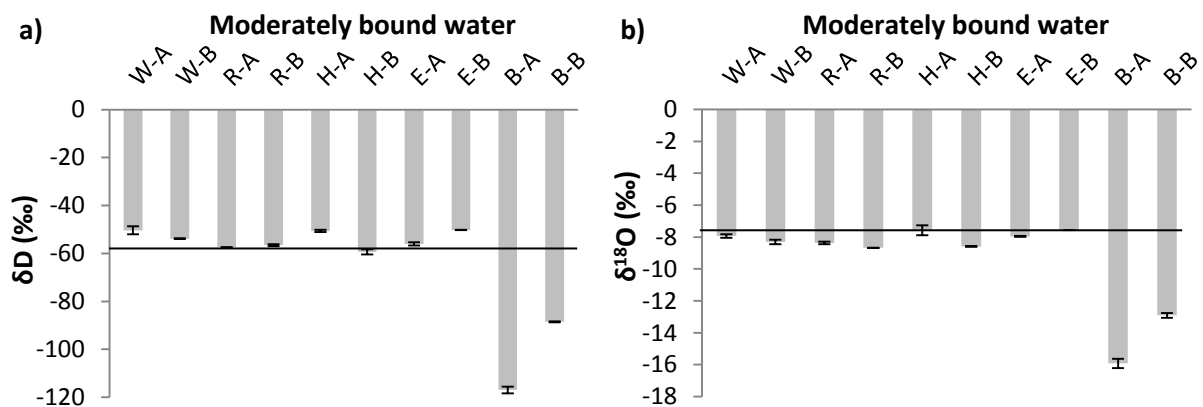 a) Moderately bound water
W-A W-B R-A R-B H-A H-B E-A E-B B-A B-B
0
-20
-40
-60
-80
-100
-120
δD (‰)
b) Moderately bound water
W-A W-B R-A R-B H-A H-B E-A E-B B-A B-B
0
-2
-4
-6
-8
-10
-12
-14
-16
-18
δ¹⁸O (‰)